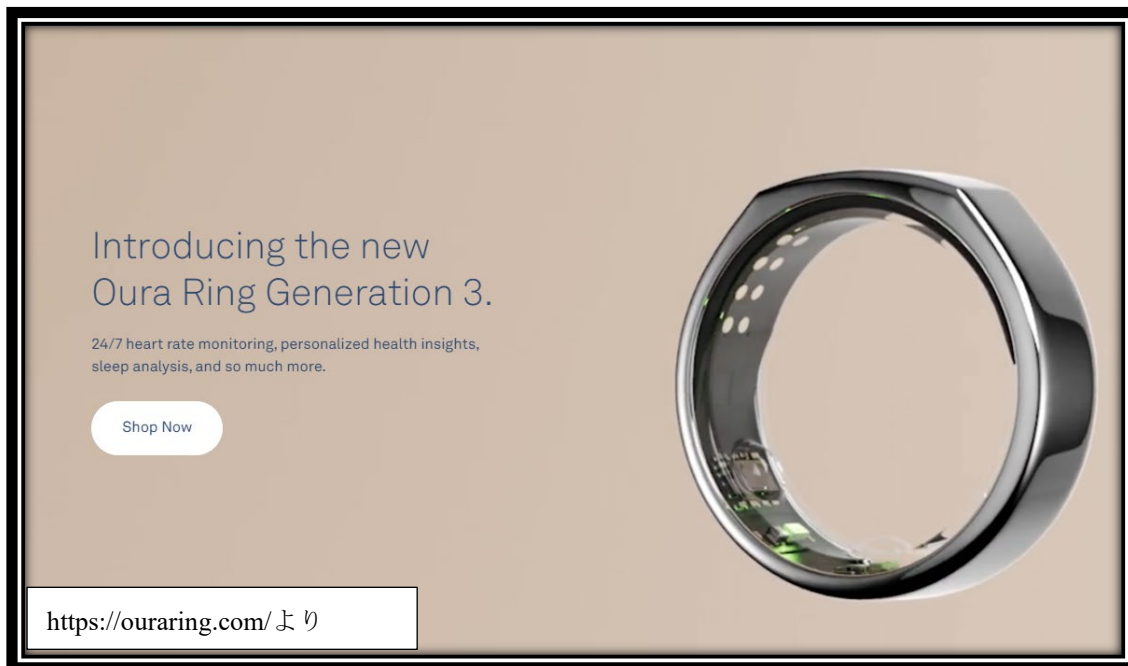 Introducing the new
Oura Ring Generation 3.
24/7 heart rate monitoring, personalized health insights,
sleep analysis, and so much more.
Shop Now
https://ouraring.com/より